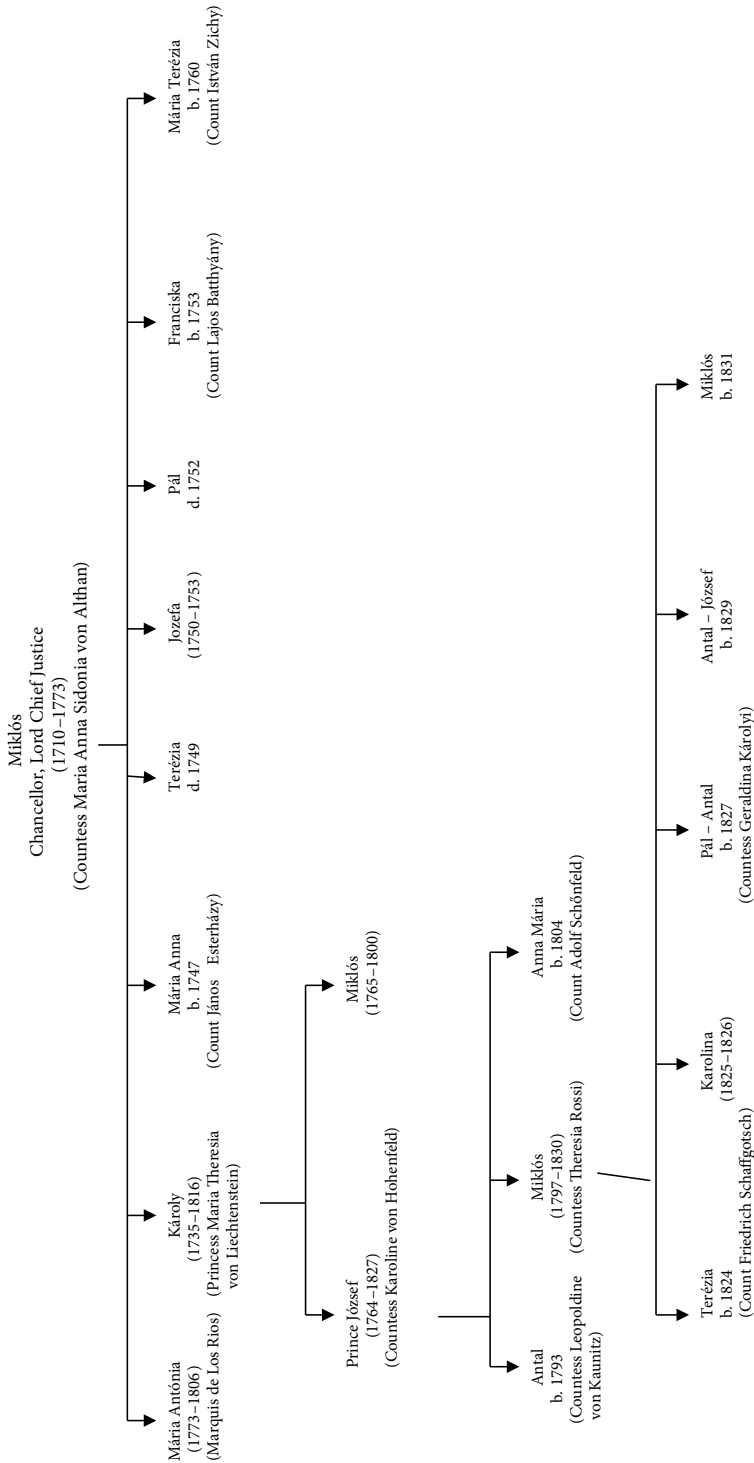 Miklós
Chancellor, Lord Chief Justice
(1710–1773)
(Countess Maria Anna Sidonia von Althan)
Mária Antónia
(1773–1806)
(Marquis de Los Rios)
Károly
(1735–1816)
(Princess Maria Theresia
von Liechtenstein)
Mária Anna
b. 1747
(Count János Esterházy)
Terézia
d. 1749
Jozefa
(1750–1753)
Pál
d. 1752
Franciska
b. 1753
(Count Lajos Batthyány)
Mária Terézia
b. 1760
(Count István Zichy)
Prince József
(1764–1827)
(Countess Karoline von Hohenfeld)
Miklós
(1765–1800)
Antal
b. 1793
(Countess Leopoldine
von Kaunitz)
Miklós
(1797–1830)
(Countess Theresia Rossi)
Anna Mária
b. 1804
(Count Adolf Schőnfeld)
Terézia
b. 1824
(Count Friedrich Schaffgotsch)
Karolina
(1825–1826)
Pál – Antal
b. 1827
(Countess Geraldina Károlyi)
Antal – József
b. 1829
Miklós
b. 1831